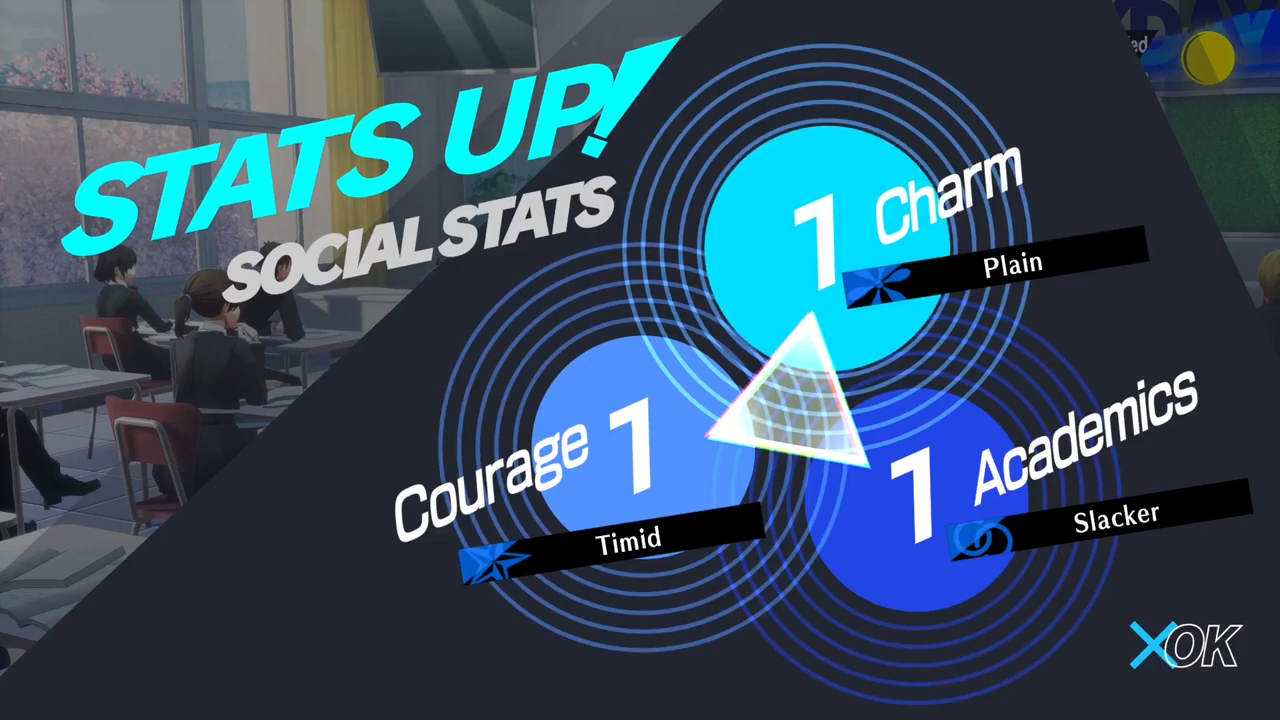 STATS UP!
SOCIAL STATS
1 Charm
Plain
Courage 1
Timid
1 Academics
Slacker
OK